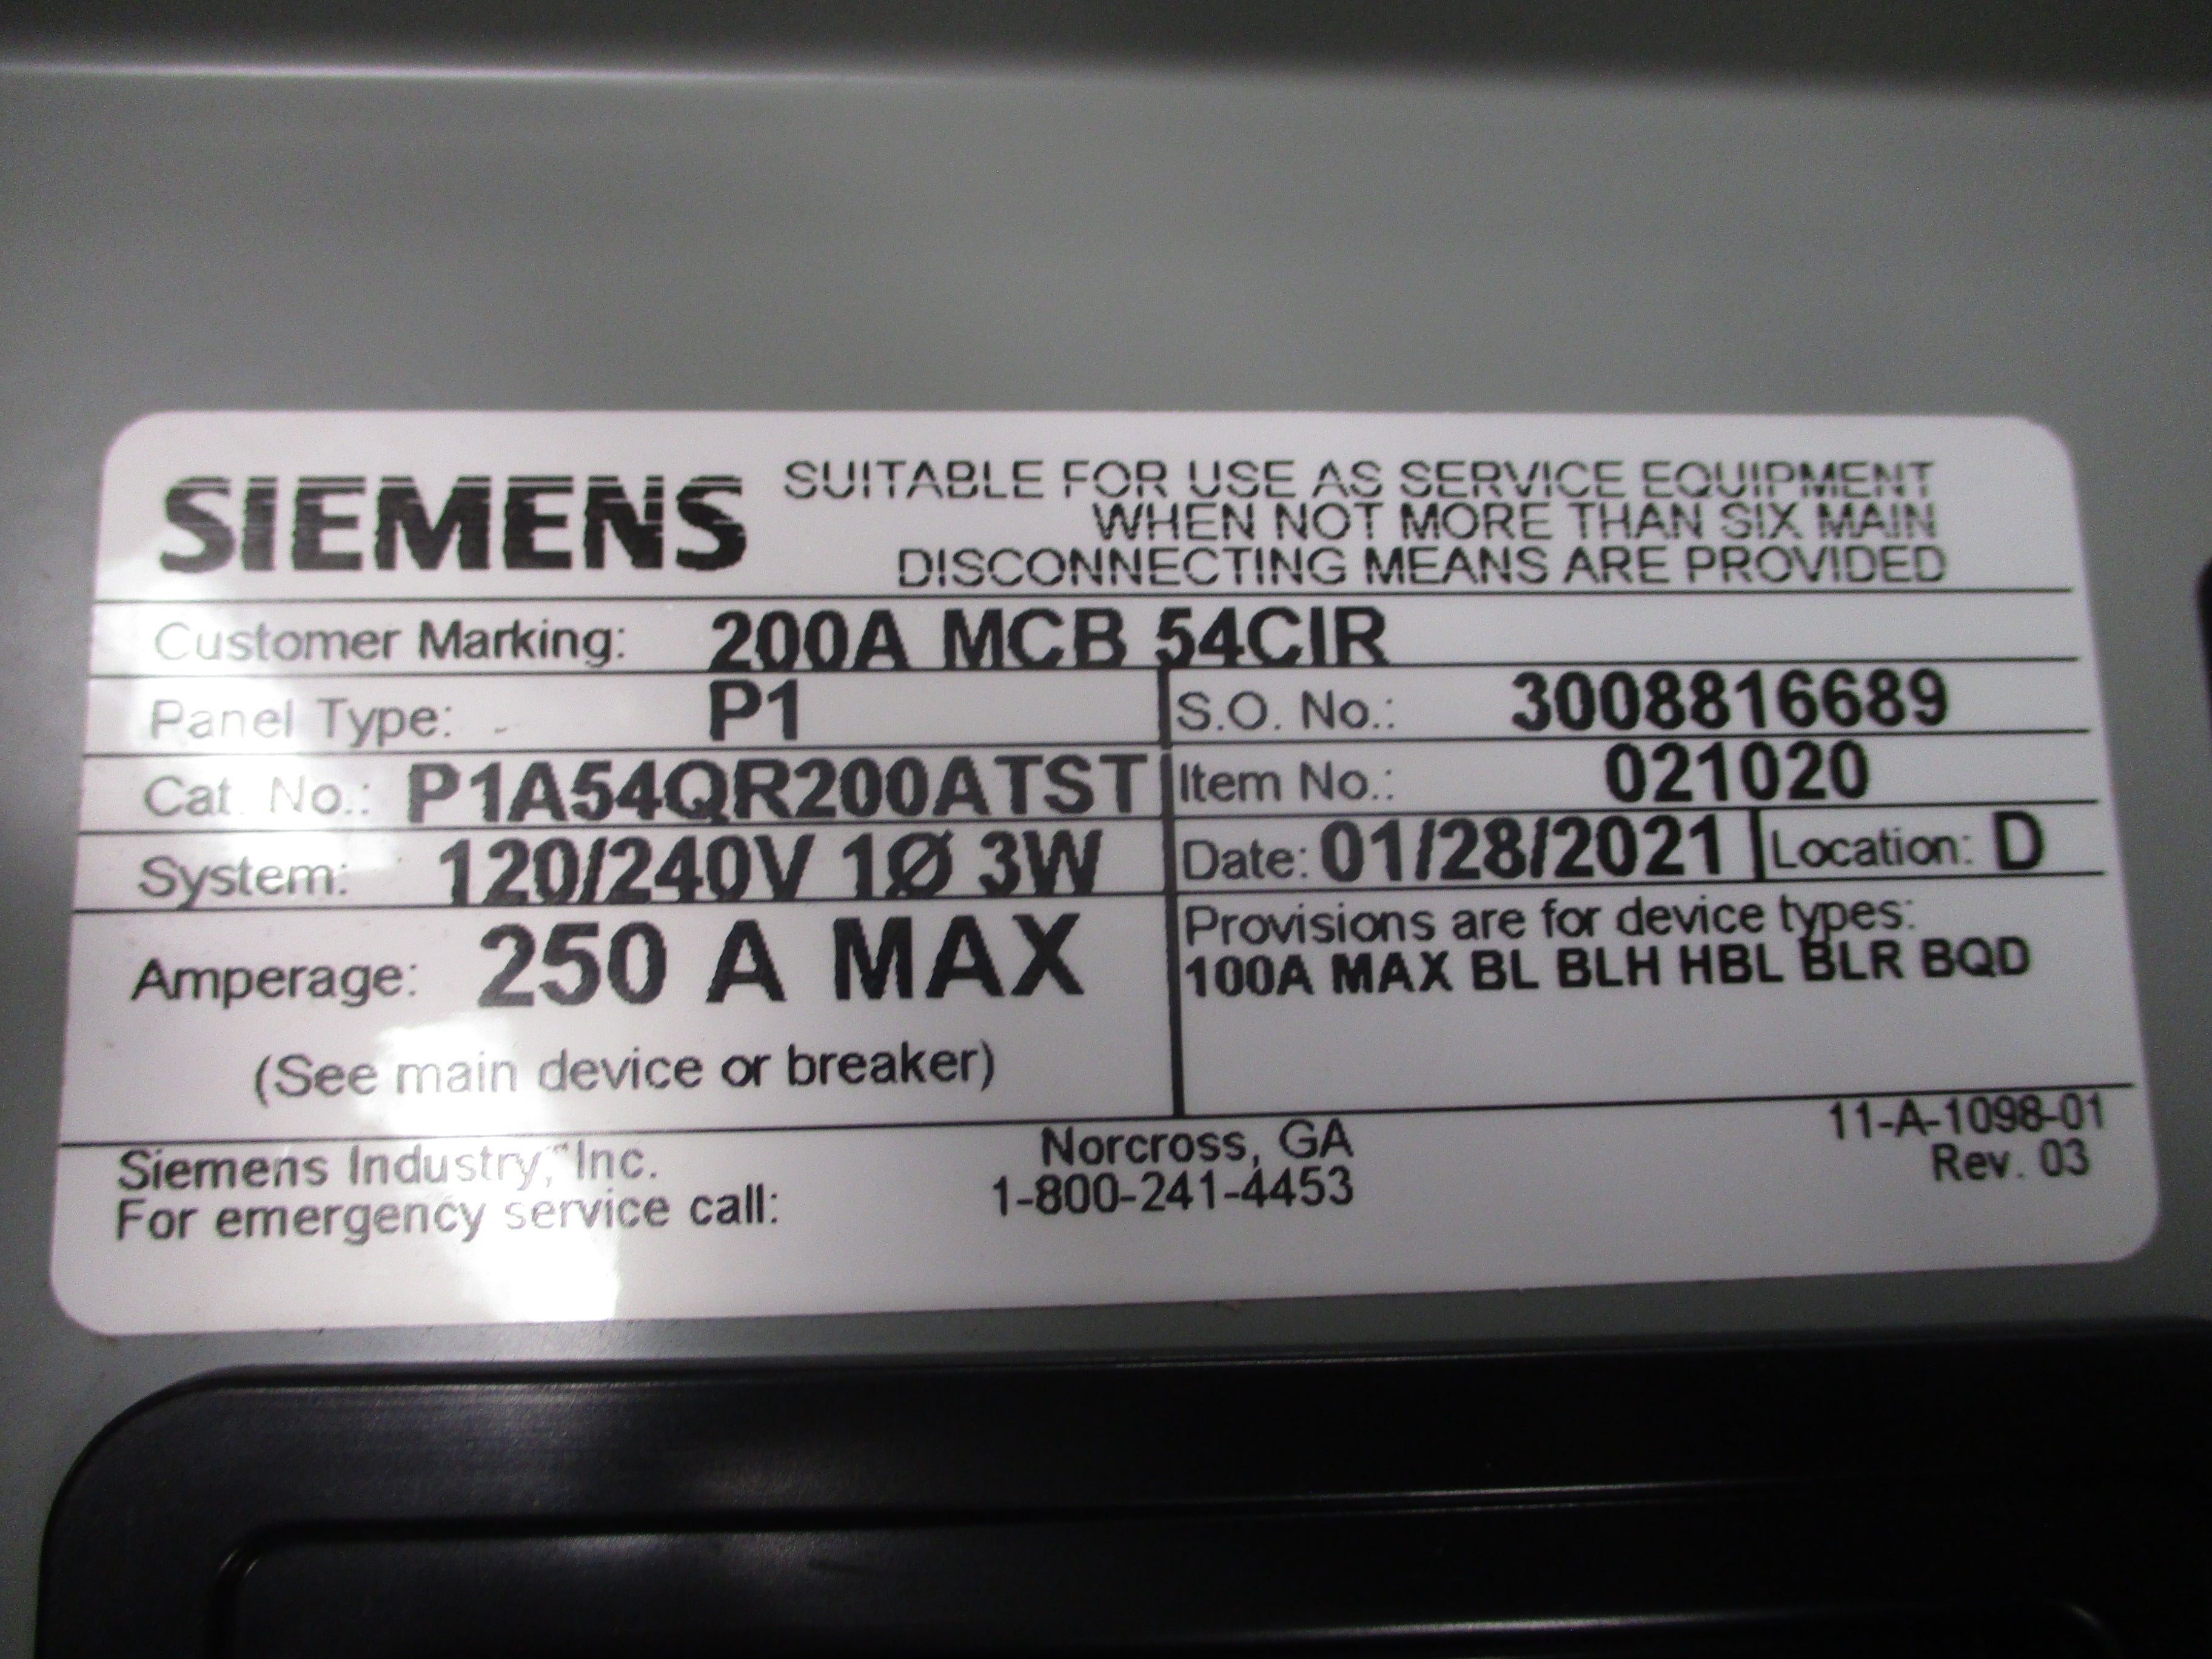 SIEMENS
SUITABLE FOR USE AS SERVICE EQUIPMENT
WHEN NOT MORE THAN SIX MAIN
DISCONNECTING MEANS ARE PROVIDED
Customer Marking: 200A MCB 54CIR
Panel Type: P1
S.O. No.: 3008816689
Cat. No.: P1A54QR200ATST
Item No.: 021020
System: 120/240V 1Ø 3W
Date: 01/28/2021 Location: D
Amperage: 250 A MAX
(See main device or breaker)
Provisions are for device types:
100A MAX BL BLH HBL BLR BQD
Siemens Industry, Inc. Norcross, GA
For emergency service call: 1-800-241-4453
11-A-1098-01
Rev. 03